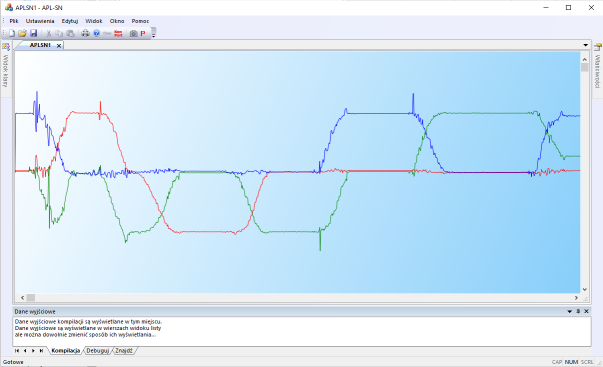 APLSN1 - APL-SN
Plik Ustawienia Edytuj Widok Okno Pomoc
P
APLSN1
Widok klasy
Właściwości
Dane wyjściowe
Dane wyjściowe kompilacji są wyświetlane w tym miejscu.
Dane wyjściowe są wyświetlane w wierszach widoku listy
ale można dowolnie zmienić sposób ich wyświetlania...
Kompilacja Debuguj Znajdź
Gotowe CAP NUM SCRL